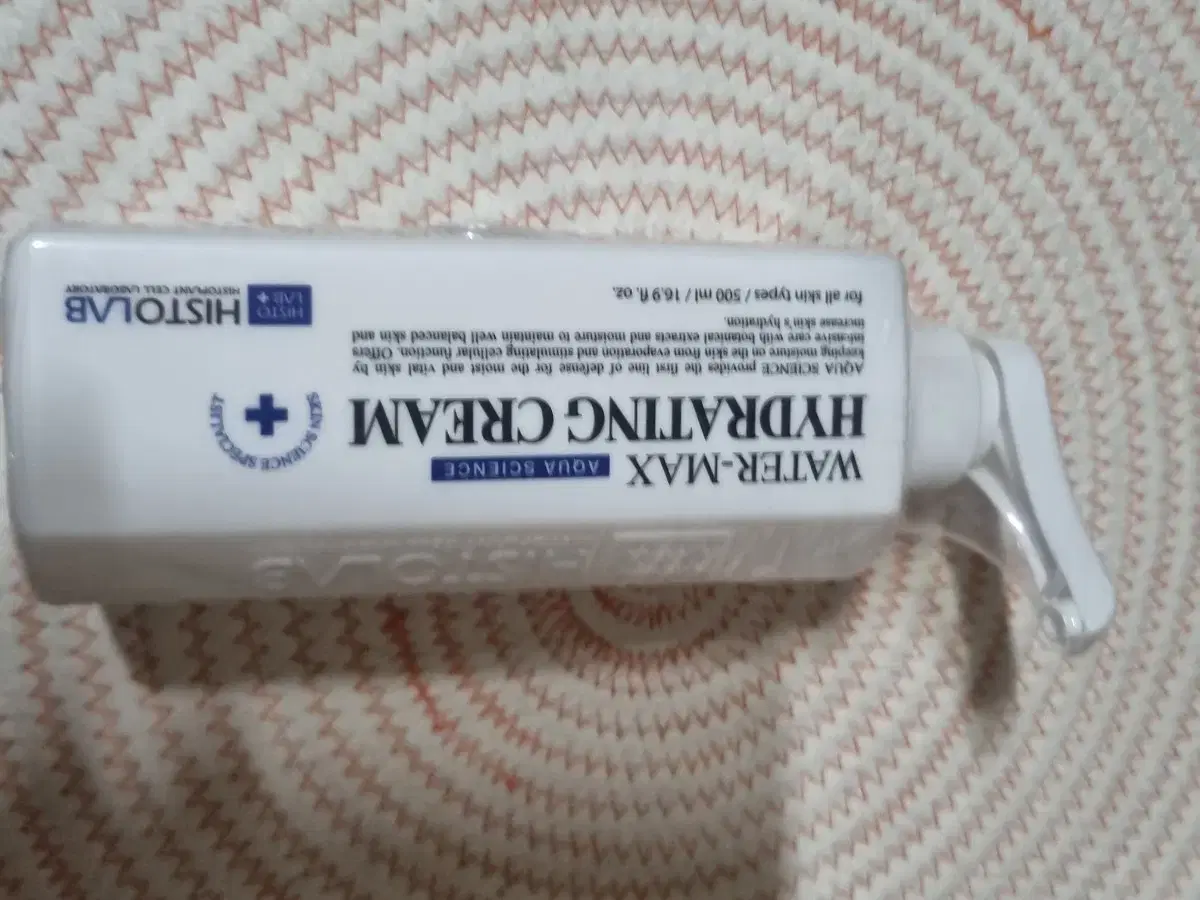 WATER-MAX AQUA SCIENCE
HYDRATING CREAM
AQUA SCIENCE provides the first line of defense for the moist and vital skin by
keeping moisture on the skin from evaporation and stimulating cellular function. Offers
intensive care with botanical extracts and moisture to maintain well balanced skin and
increase skin's hydration.
for all skin types / 500 ml / 16.9 fl. oz.
SKIN SCIENCE SPECIALIST
HISTO
LAB+
HISTOLAB
HISTOPLANT CELL LABORATORY